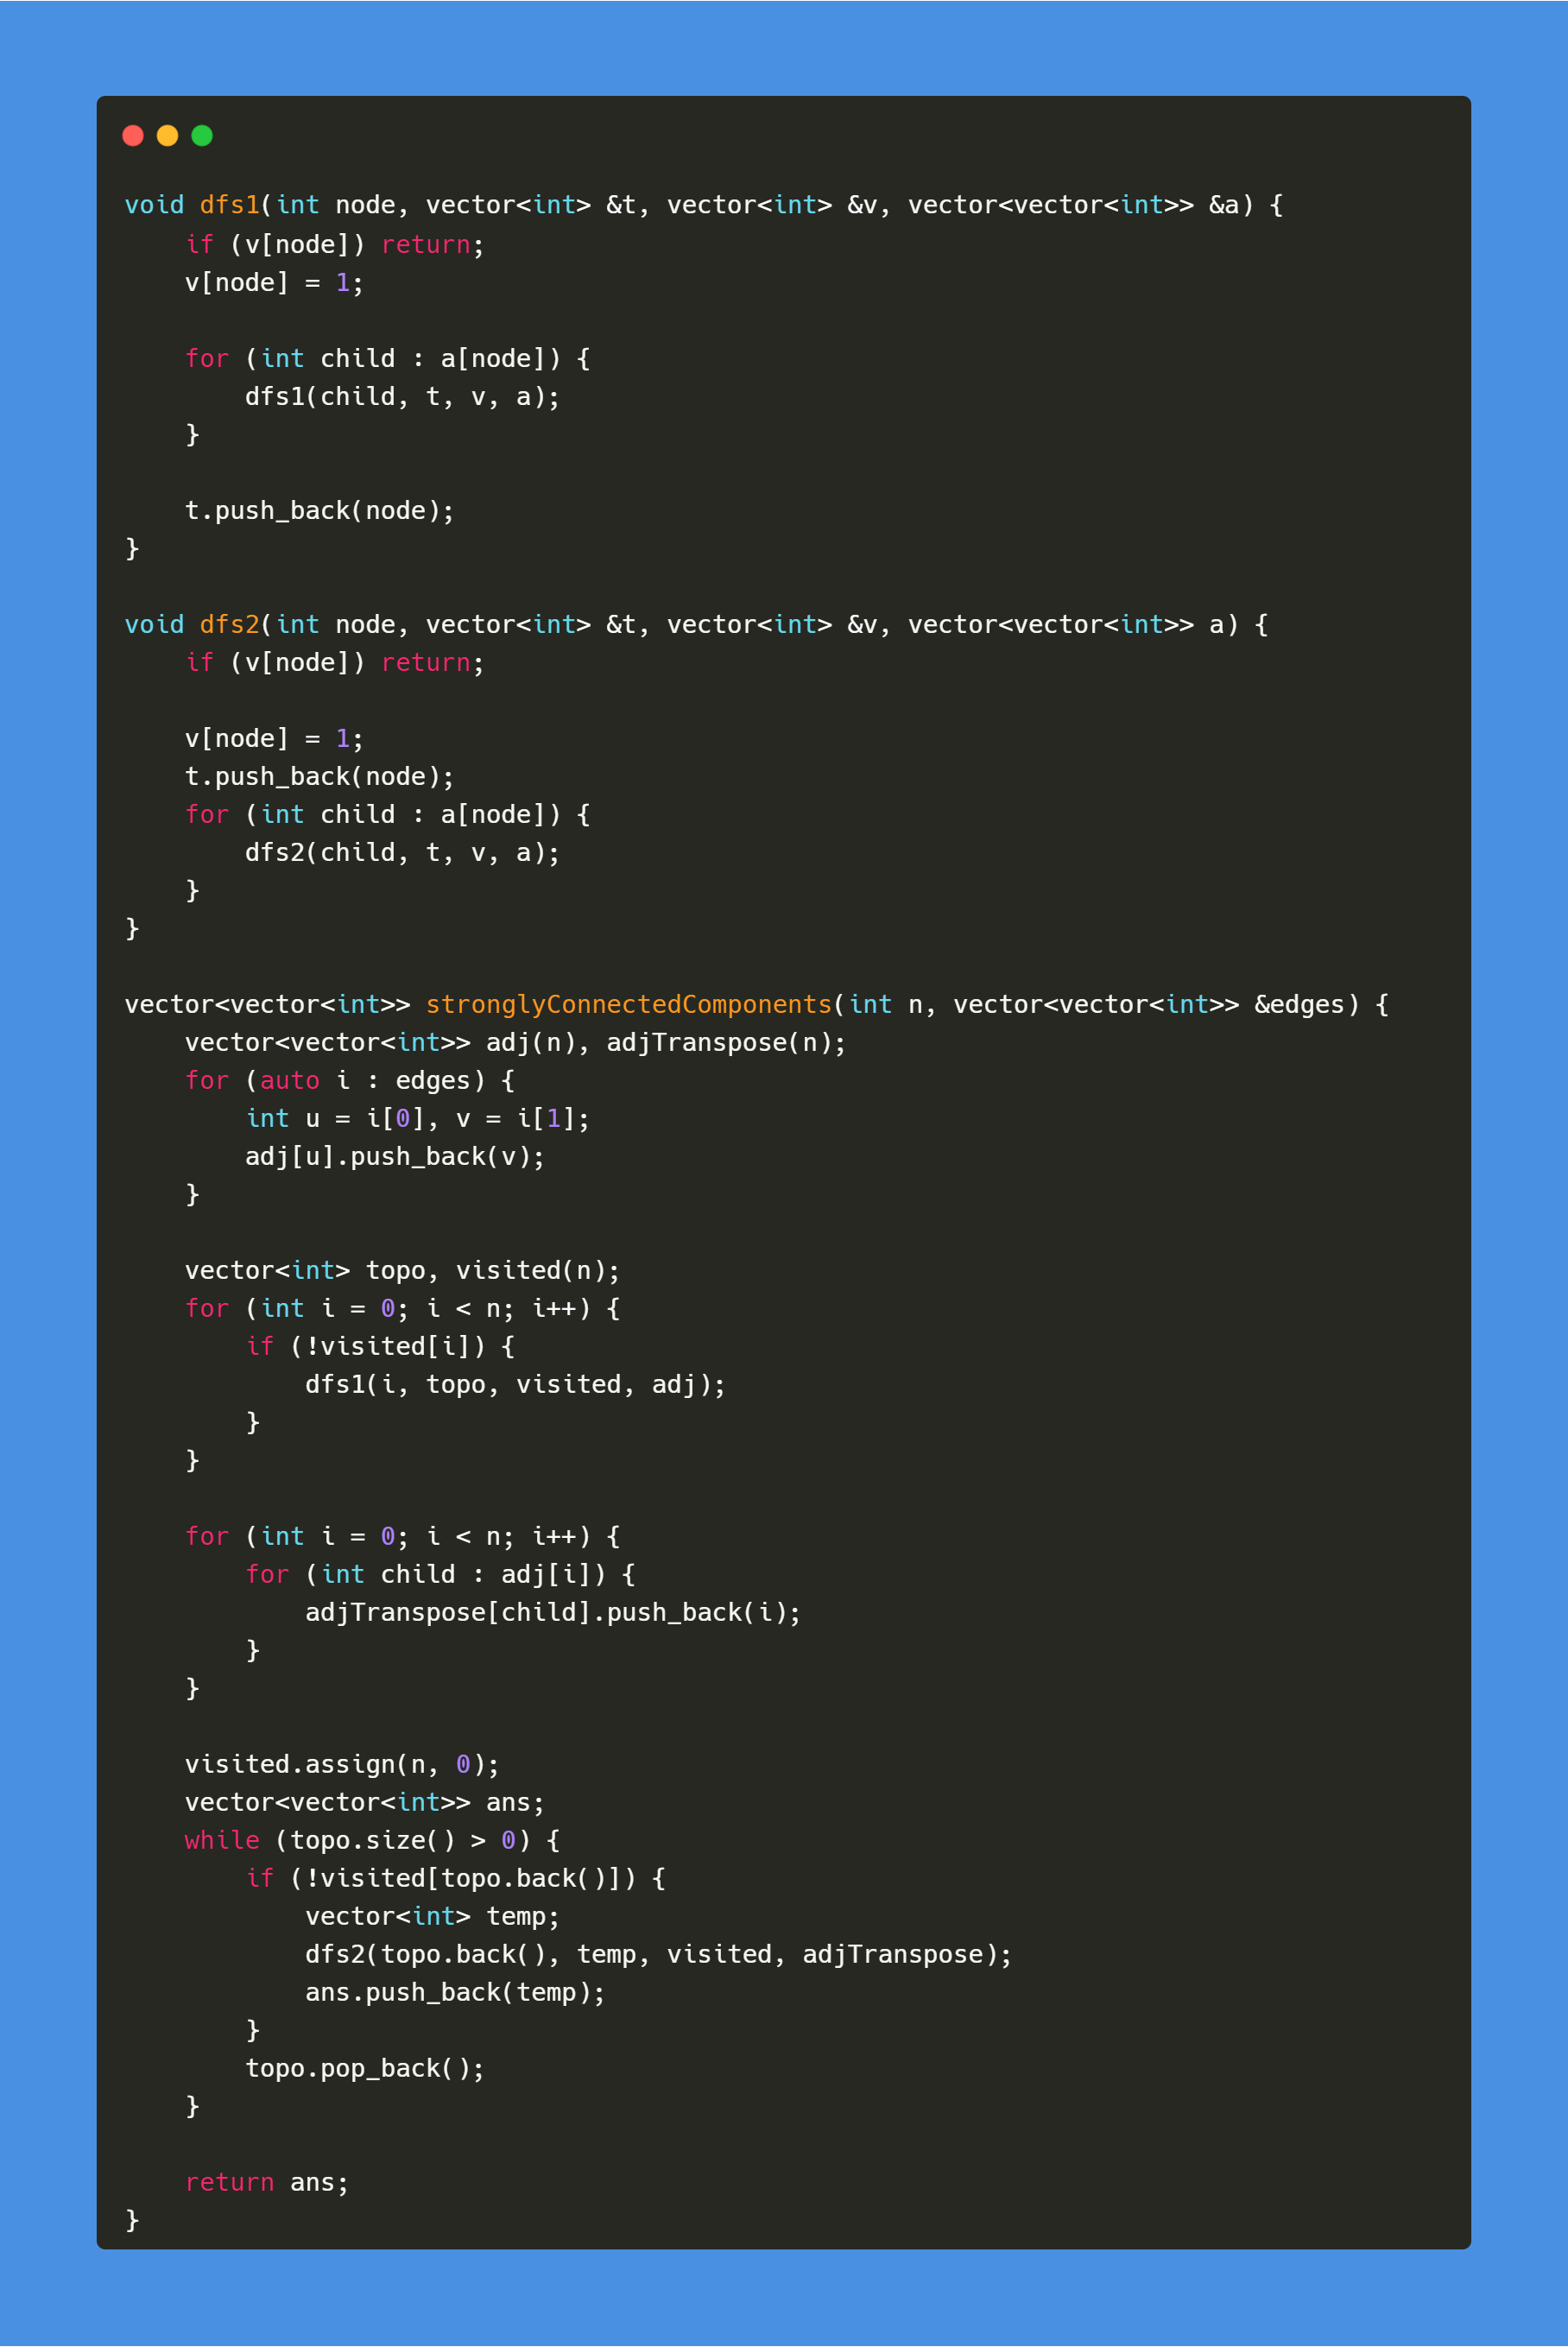 void dfs1(int node, vector<int> &t, vector<int> &v, vector<vector<int>> &a) {
    if (v[node]) return;
    v[node] = 1;

    for (int child : a[node]) {
        dfs1(child, t, v, a);
    }

    t.push_back(node);
}

void dfs2(int node, vector<int> &t, vector<int> &v, vector<vector<int>> a) {
    if (v[node]) return;

    v[node] = 1;
    t.push_back(node);
    for (int child : a[node]) {
        dfs2(child, t, v, a);
    }
}

vector<vector<int>> stronglyConnectedComponents(int n, vector<vector<int>> &edges) {
    vector<vector<int>> adj(n), adjTranspose(n);
    for (auto i : edges) {
        int u = i[0], v = i[1];
        adj[u].push_back(v);
    }

    vector<int> topo, visited(n);
    for (int i = 0; i < n; i++) {
        if (!visited[i]) {
            dfs1(i, topo, visited, adj);
        }
    }

    for (int i = 0; i < n; i++) {
        for (int child : adj[i]) {
            adjTranspose[child].push_back(i);
        }
    }

    visited.assign(n, 0);
    vector<vector<int>> ans;
    while (topo.size() > 0) {
        if (!visited[topo.back()]) {
            vector<int> temp;
            dfs2(topo.back(), temp, visited, adjTranspose);
            ans.push_back(temp);
        }
        topo.pop_back();
    }

    return ans;
}